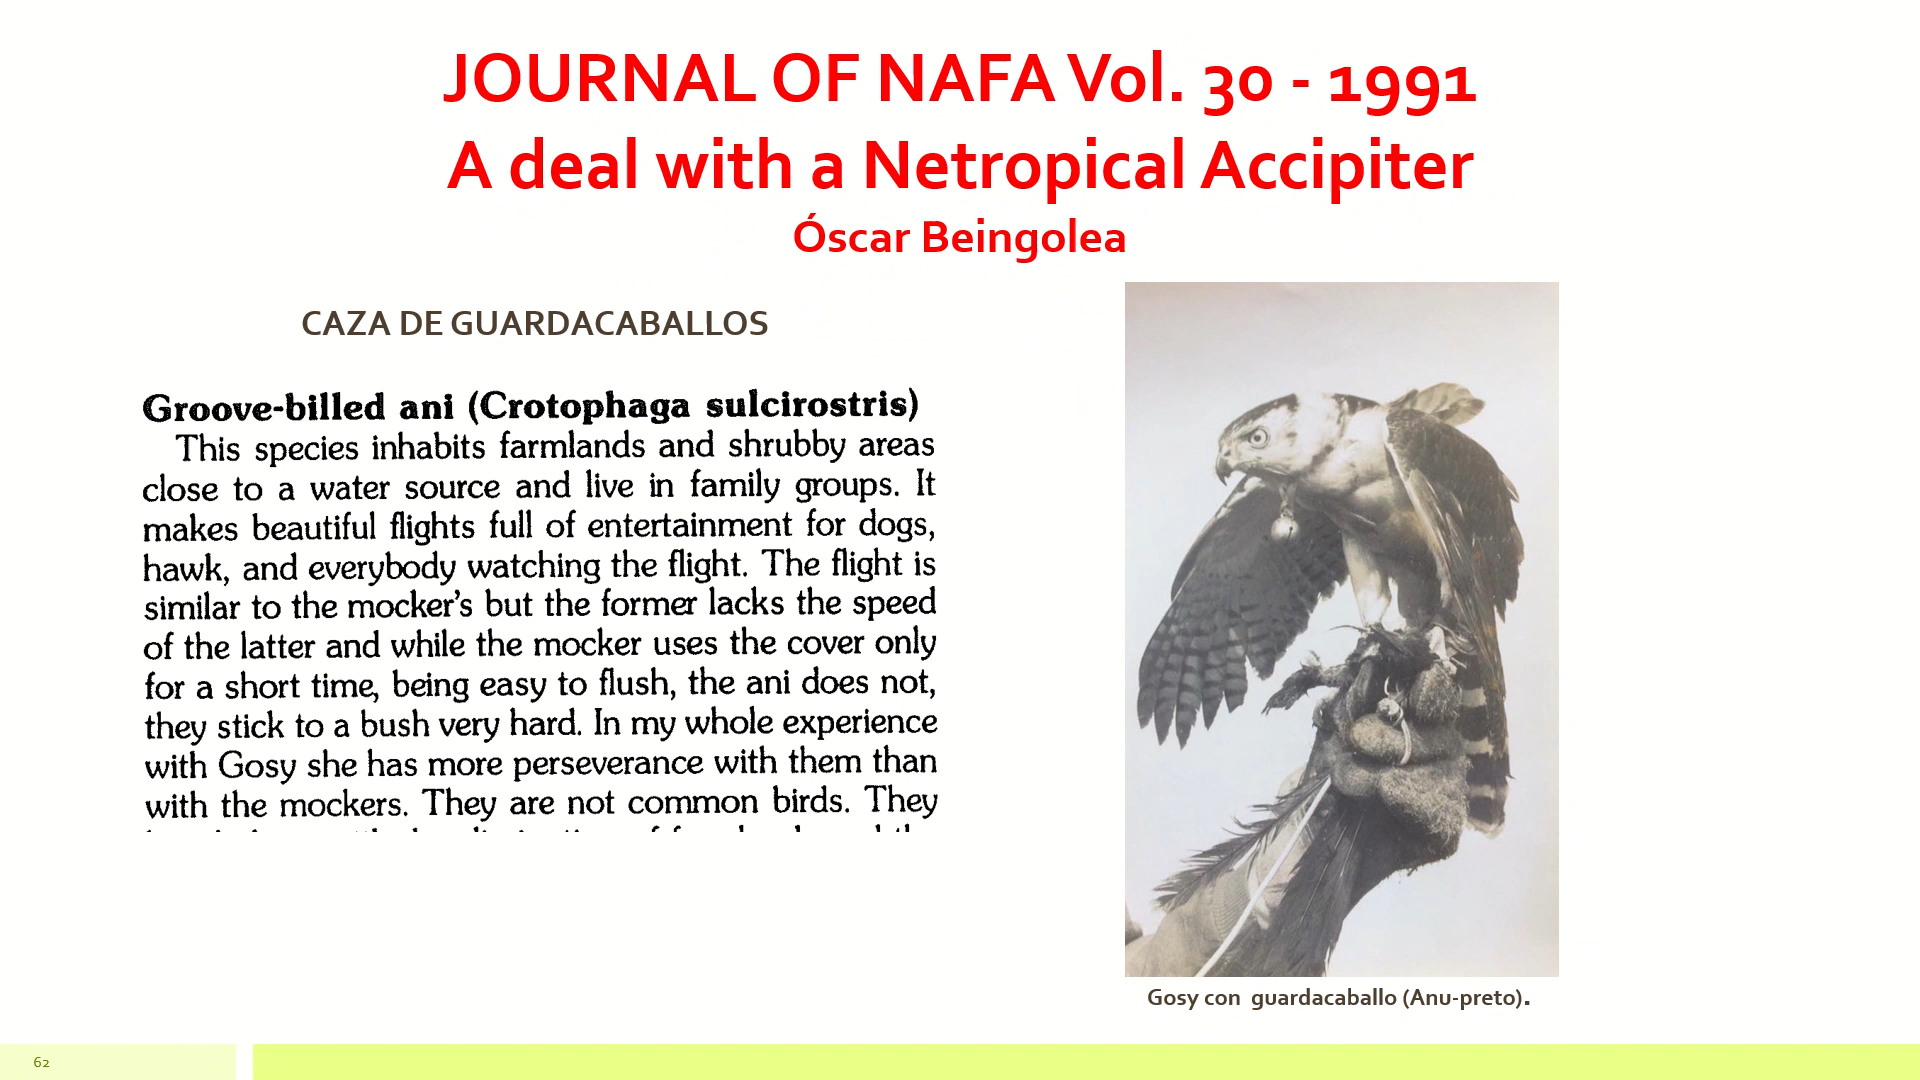 JOURNAL OF NAFA Vol. 30 - 1991
A deal with a Netropical Accipiter
Óscar Beingolea
CAZA DE GUARDACABALLOS
Groove-billed ani (Crotophaga sulcirostris)
This species inhabits farmlands and shrubby areas
close to a water source and live in family groups. It
makes beautiful flights full of entertainment for dogs,
hawk, and everybody watching the flight. The flight is
similar to the mocker's but the former lacks the speed
of the latter and while the mocker uses the cover only
for a short time, being easy to flush, the ani does not,
they stick to a bush very hard. In my whole experience
with Gosy she has more perseverance with them than
with the mockers. They are not common birds. They
Gosy con guardacaballo (Anu-preto).
62